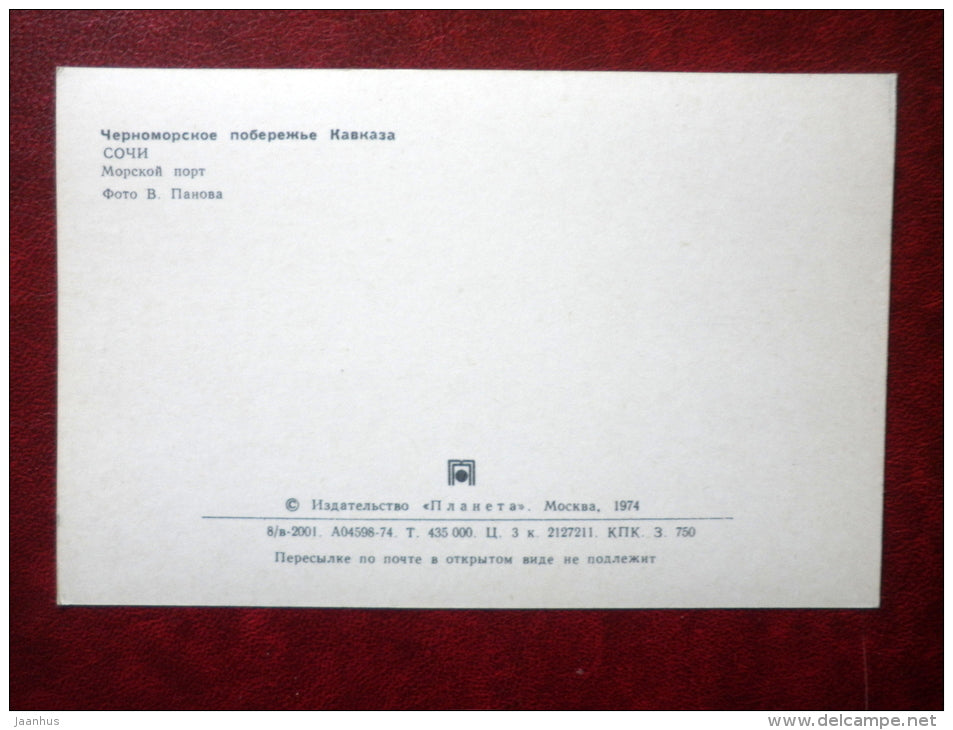 Черноморское побережье Кавказа
СОЧИ
Морской порт
Фото В. Панова
© Издательство «Планета». Москва, 1974
8/в-2001. А04598-74. Т. 435 000. Ц. 3 к. 2127211. КПК. З. 750
Пересылке по почте в открытом виде не подлежит
jaanhus
www.delcampe.net